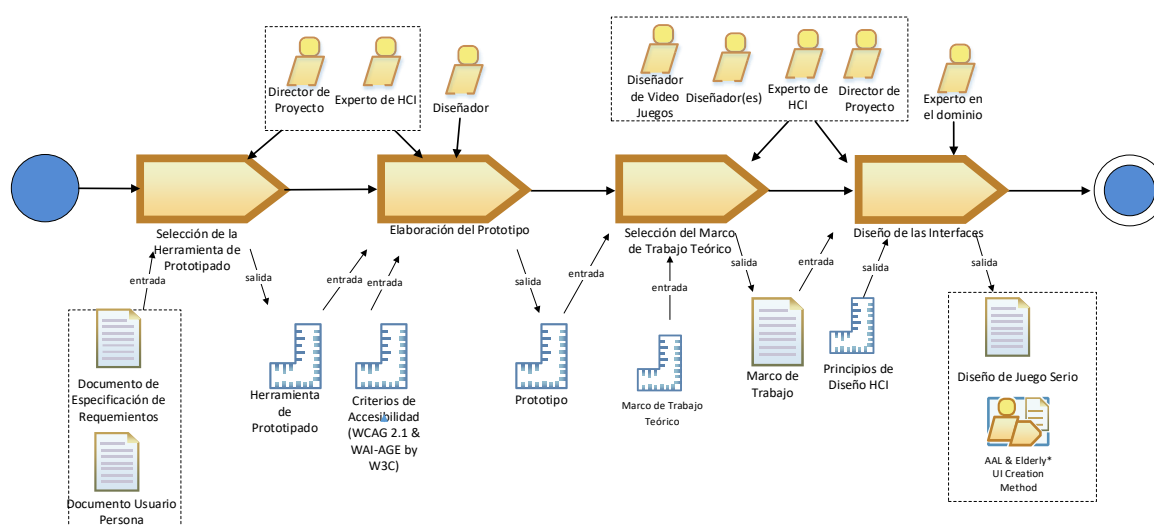 Director de
Proyecto
Experto de HCI
Diseñador
Diseñador
de Video
Juegos
Diseñador(es)
Experto de
HCI
Director de
Proyecto
Experto en
el dominio
Selección de la
Herramienta de
Prototipado
Elaboración del Prototipo
Selección del Marco
de Trabajo Teórico
Diseño de las Interfaces
entrada
salida
entrada
entrada
salida
entrada
entrada
salida
entrada
salida
salida
Documento de
Especificación de
Requemientos
Documento Usuario
Persona
Herramienta
de
Prototipado
Criterios de
Accesibilidad
(WCAG 2.1 &
WAI-AGE by
W3C)
Prototipo
Marco de Trabajo
Teórico
Marco de
Trabajo
Principios de
Diseño HCI
Diseño de Juego Serio
AAL & Elderly*
UI Creation
Method